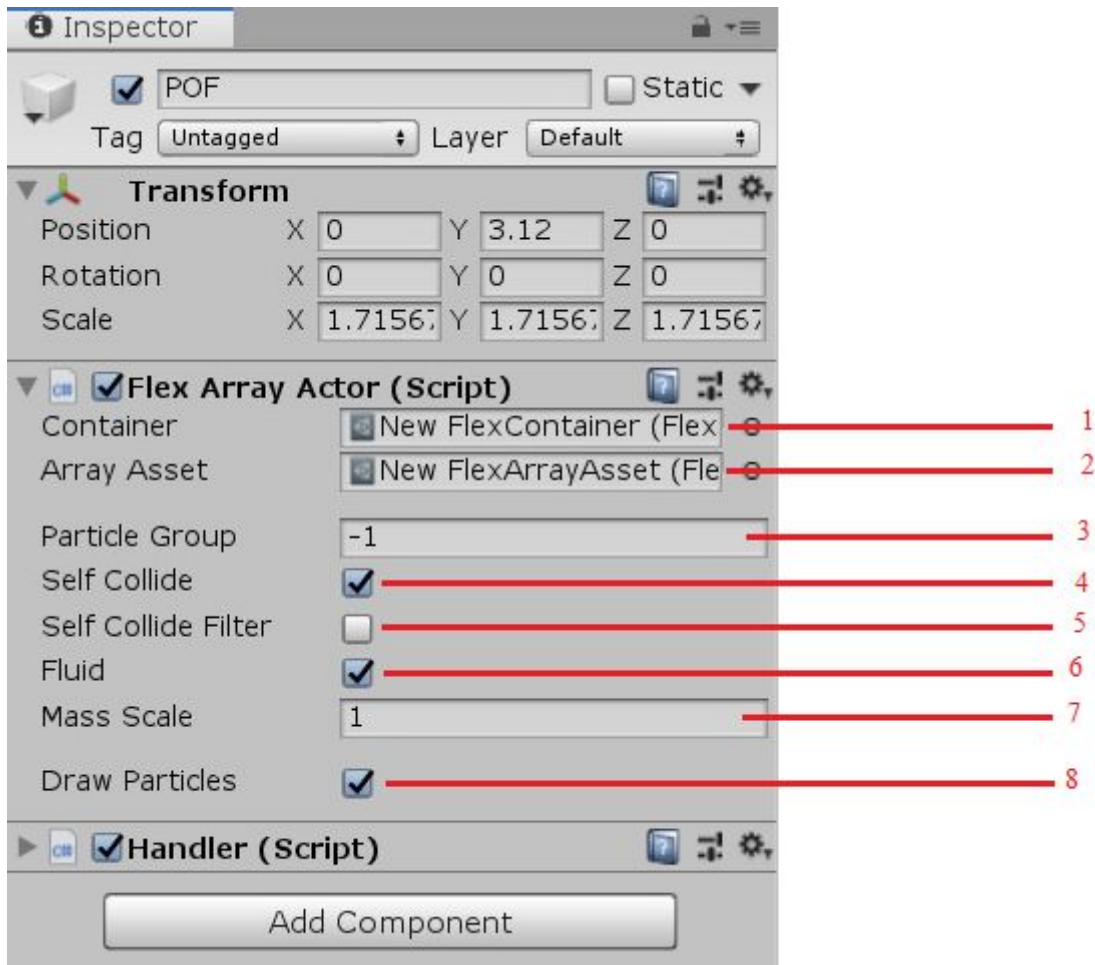 Inspector
POF Static
Tag Untagged Layer Default
Transform
Position X 0 Y 3.12 Z 0
Rotation X 0 Y 0 Z 0
Scale X 1.71567 Y 1.71567 Z 1.71567
Flex Array Actor (Script)
Container New FlexContainer (Flex 1
Array Asset New FlexArrayAsset (Fle 2
Particle Group -1 3
Self Collide 4
Self Collide Filter 5
Fluid 6
Mass Scale 1 7
Draw Particles 8
Handler (Script)
Add Component